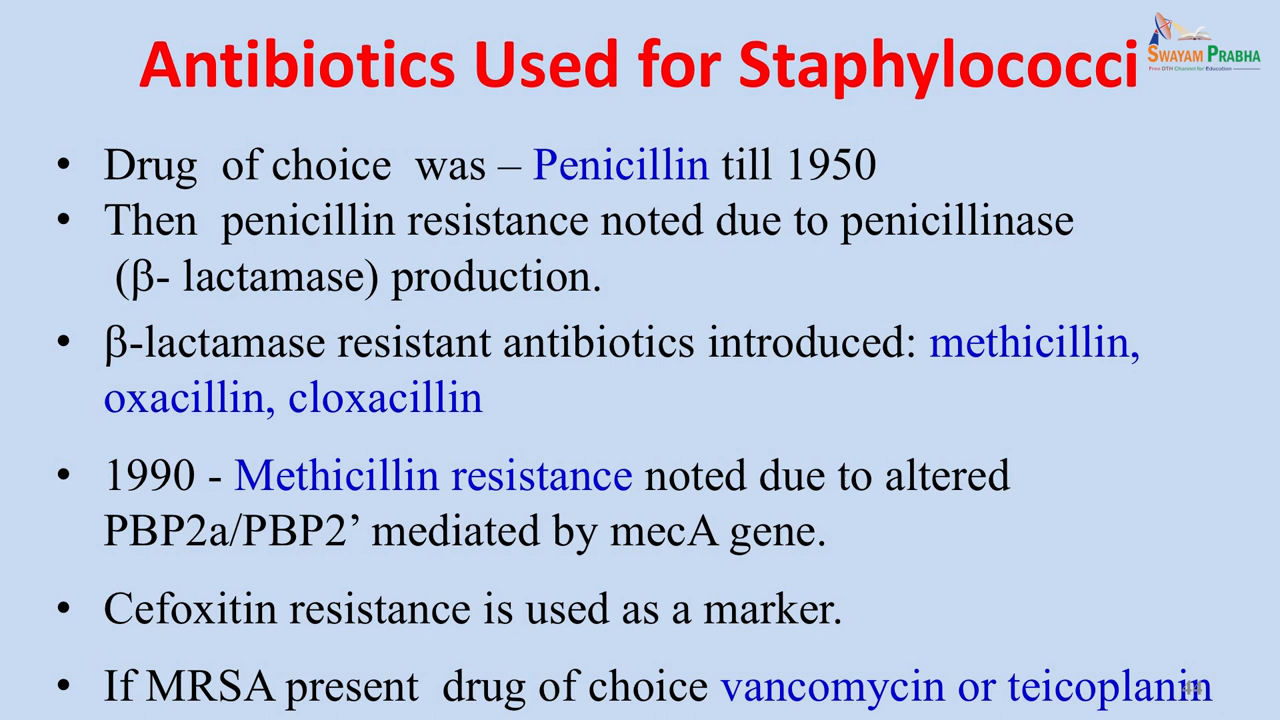 Antibiotics Used for Staphylococci
SWAYAM PRABHA
Free DTH Channel for Education
• Drug of choice was – Penicillin till 1950
• Then penicillin resistance noted due to penicillinase
(β- lactamase) production.
• β-lactamase resistant antibiotics introduced: methicillin,
oxacillin, cloxacillin
• 1990 - Methicillin resistance noted due to altered
PBP2a/PBP2’ mediated by mecA gene.
• Cefoxitin resistance is used as a marker.
• If MRSA present drug of choice vancomycin or teicoplanin
44